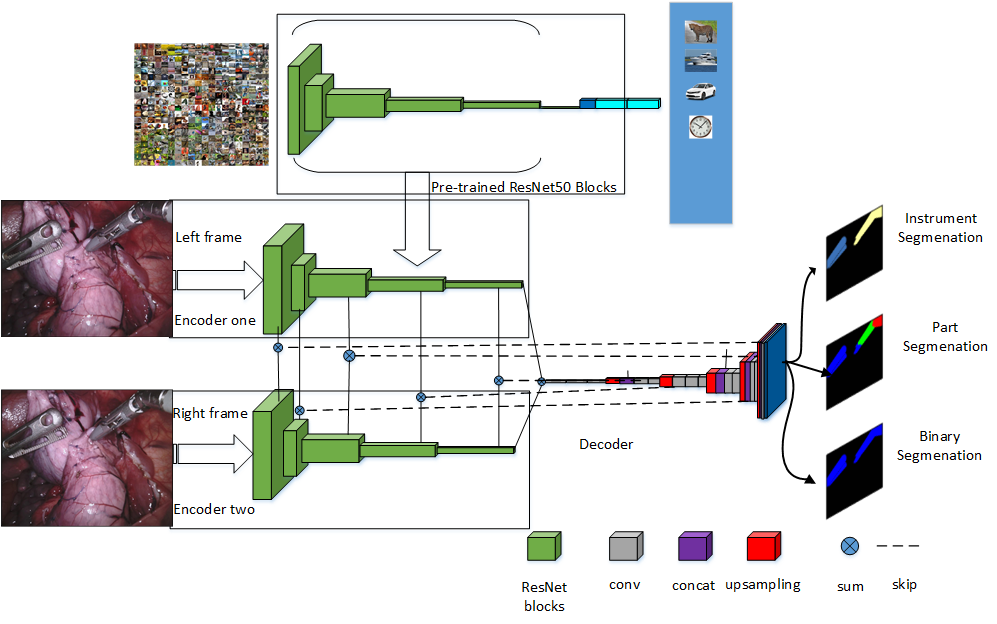 Pre-trained ResNet50 Blocks
Left frame
Encoder one
Right frame
Encoder two
Decoder
Instrument
Segmenation
Part
Segmenation
Binary
Segmenation
ResNet
blocks
conv
concat
upsampling
sum
skip